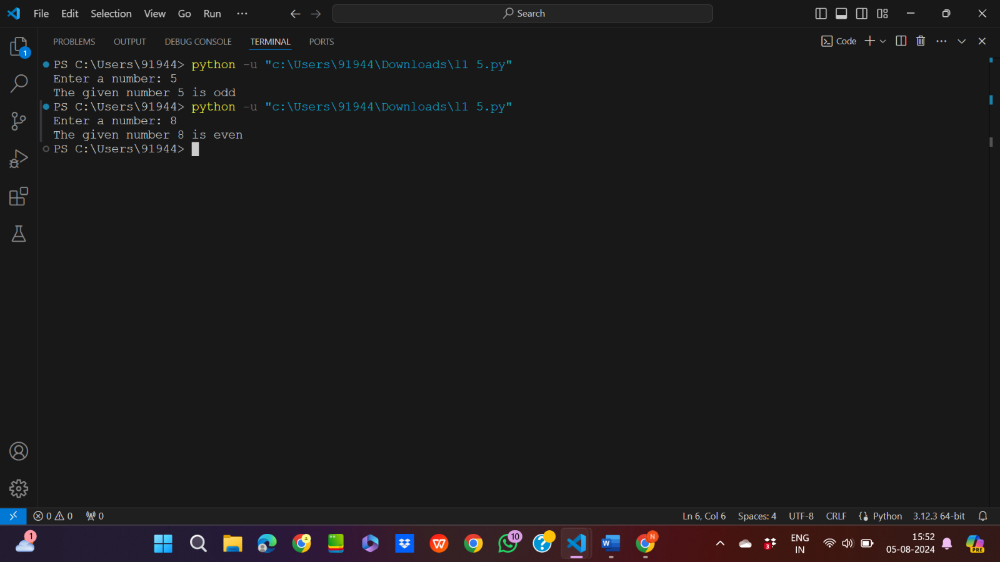 File Edit Selection View Go Run ··· Search
PROBLEMS OUTPUT DEBUG CONSOLE TERMINAL PORTS Code
1
PS C:\Users\91944> python -u "c:\Users\91944\Downloads\l1 5.py"
Enter a number: 5
The given number 5 is odd
PS C:\Users\91944> python -u "c:\Users\91944\Downloads\l1 5.py"
Enter a number: 8
The given number 8 is even
PS C:\Users\91944>
0 0 0 Ln 6, Col 6 Spaces: 4 UTF-8 CRLF Python 3.12.3 64-bit
1 W 10 ? W N 3 ENG 15:52
IN 05-08-2024 PRE